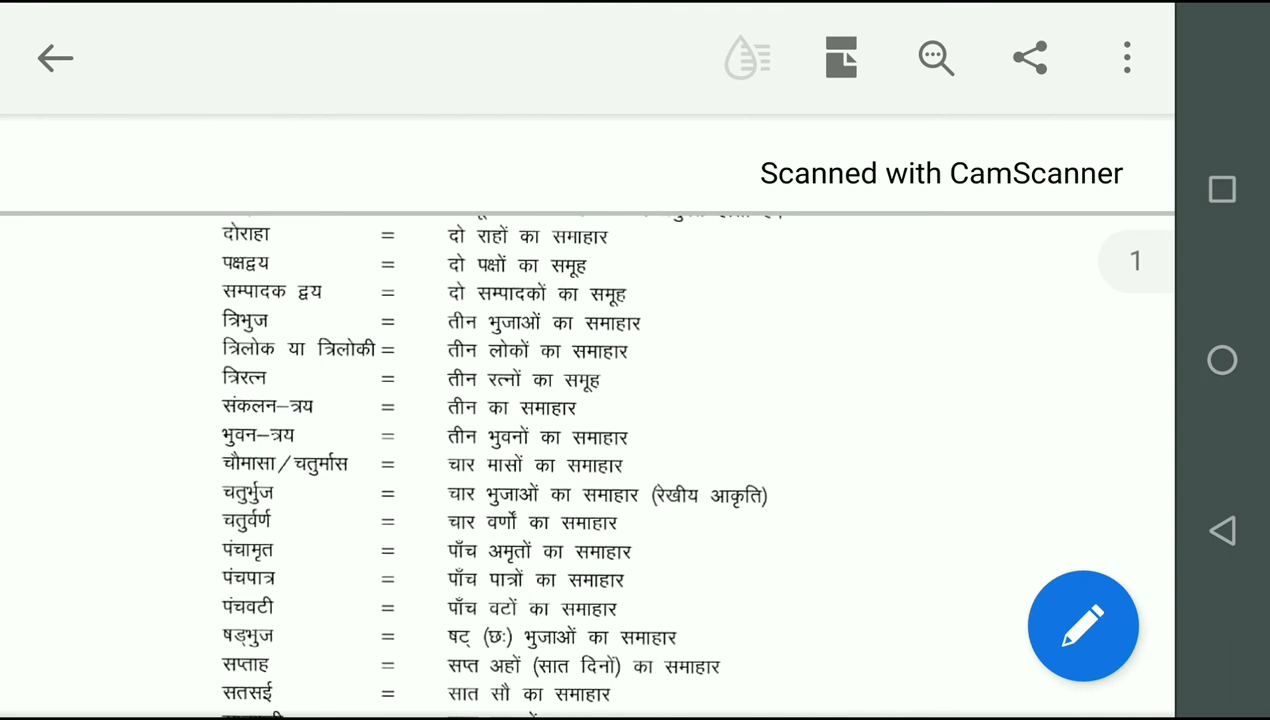 Scanned with CamScanner
1
दोराहा = दो राहों का समाहार
पक्षद्वय = दो पक्षों का समूह
सम्पादक द्वय = दो सम्पादकों का समूह
त्रिभुज = तीन भुजाओं का समाहार
त्रिलोक या त्रिलोकी = तीन लोकों का समाहार
त्रिरत्न = तीन रत्नों का समूह
संकलन–त्रय = तीन का समाहार
भुवन–त्रय = तीन भुवनों का समाहार
चौमासा/चतुर्मास = चार मासों का समाहार
चतुर्भुज = चार भुजाओं का समाहार (रेखीय आकृति)
चतुर्वर्ण = चार वर्णों का समाहार
पंचामृत = पाँच अमृतों का समाहार
पंचपात्र = पाँच पात्रों का समाहार
पंचवटी = पाँच वटों का समाहार
षड्भुज = षट् (छः) भुजाओं का समाहार
सप्ताह = सप्त अहों (सात दिनों) का समाहार
सतसई = सात सौ का समाहार